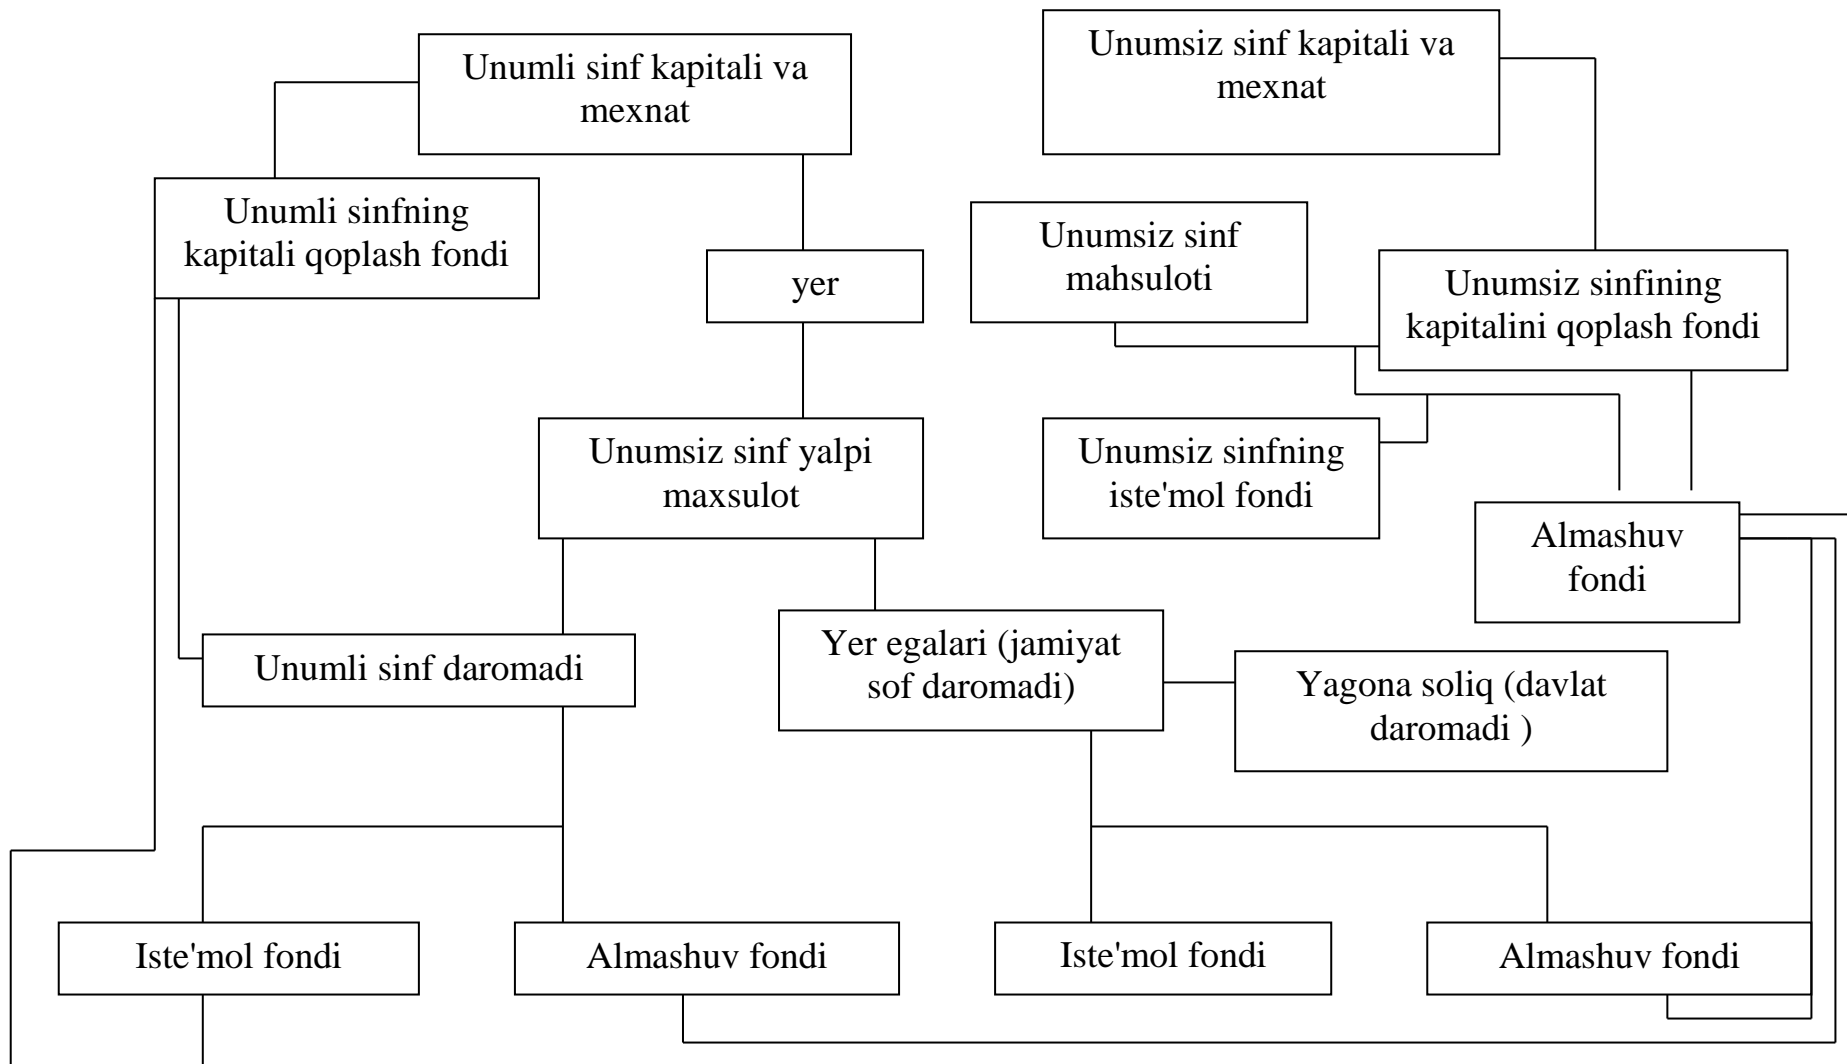 Unumli sinf kapitali va
mexnat
Unumsiz sinf kapitali va
mexnat
Unumli sinfning
kapitali qoplash fondi
yer
Unumsiz sinf
mahsuloti
Unumsiz sinfining
kapitalini qoplash fondi
Unumsiz sinf yalpi
maxsulot
Unumsiz sinfning
iste'mol fondi
Almashuv
fondi
Unumli sinf daromadi
Yer egalari (jamiyat
sof daromadi)
Yagona soliq (davlat
daromadi )
Iste'mol fondi
Almashuv fondi
Iste'mol fondi
Almashuv fondi